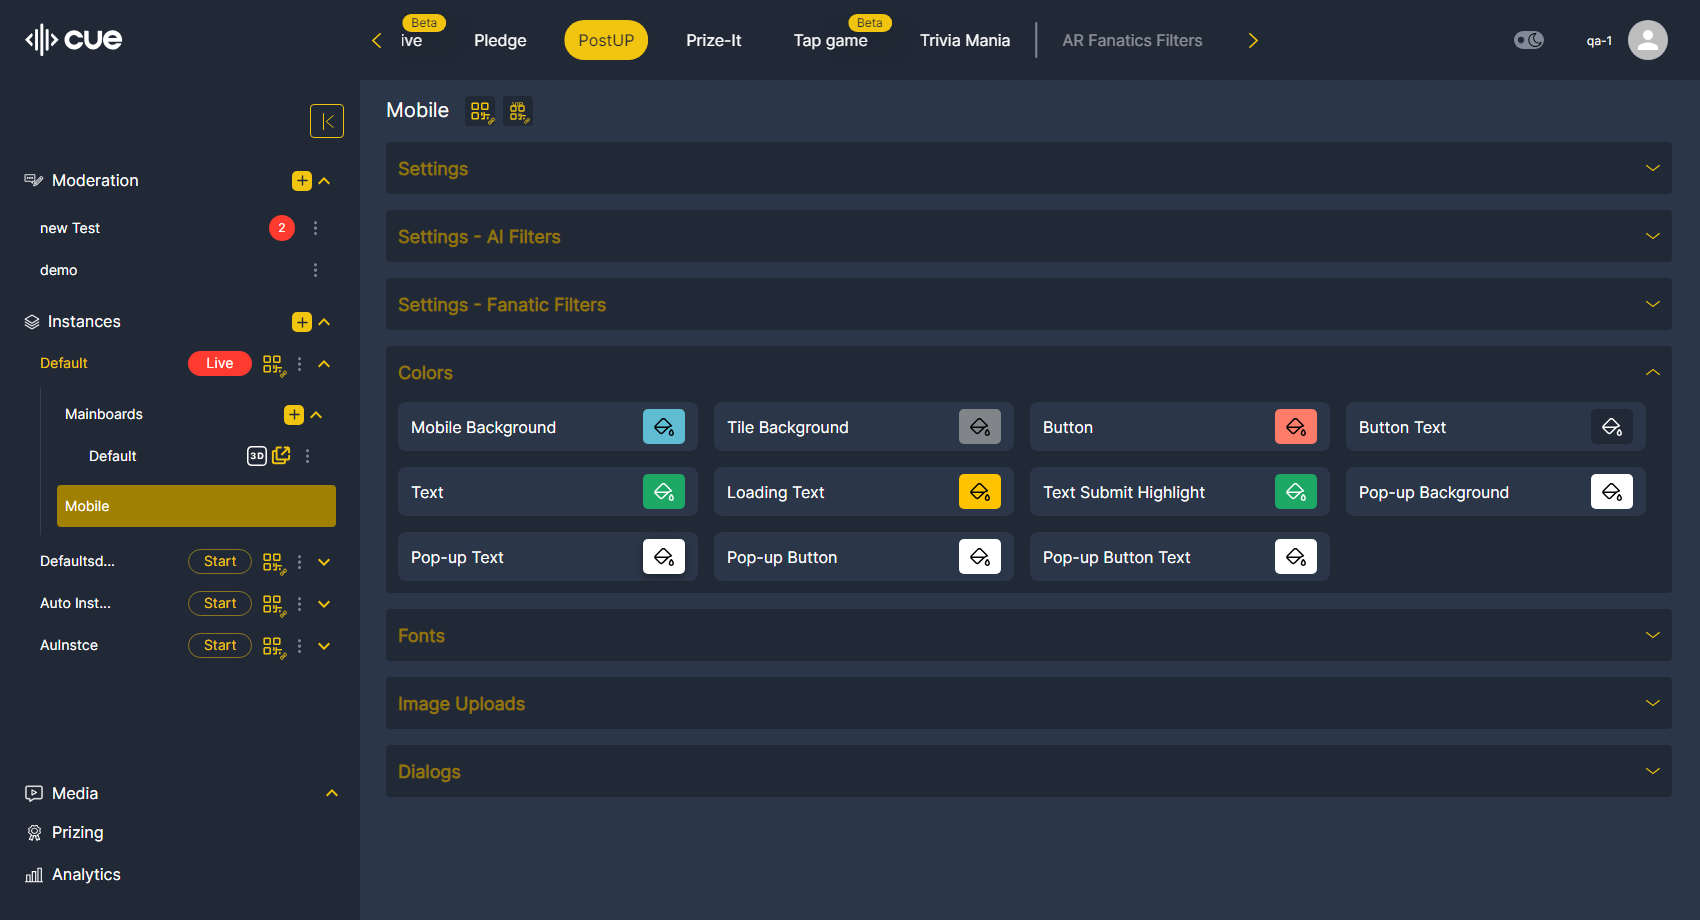 cue
Beta
ive
Pledge
PostUP
Prize-It
Beta
Tap game
Trivia Mania
AR Fanatics Filters
qa-1
Moderation
new Test
2
demo
Instances
Default
Live
Mainboards
Default
3D
Mobile
Defaultsd...
Start
Auto Inst...
Start
AuInstce
Start
Media
Prizing
Analytics
Mobile
VIP
Settings
Settings - AI Filters
Settings - Fanatic Filters
Colors
Mobile Background
Tile Background
Button
Button Text
Text
Loading Text
Text Submit Highlight
Pop-up Background
Pop-up Text
Pop-up Button
Pop-up Button Text
Fonts
Image Uploads
Dialogs